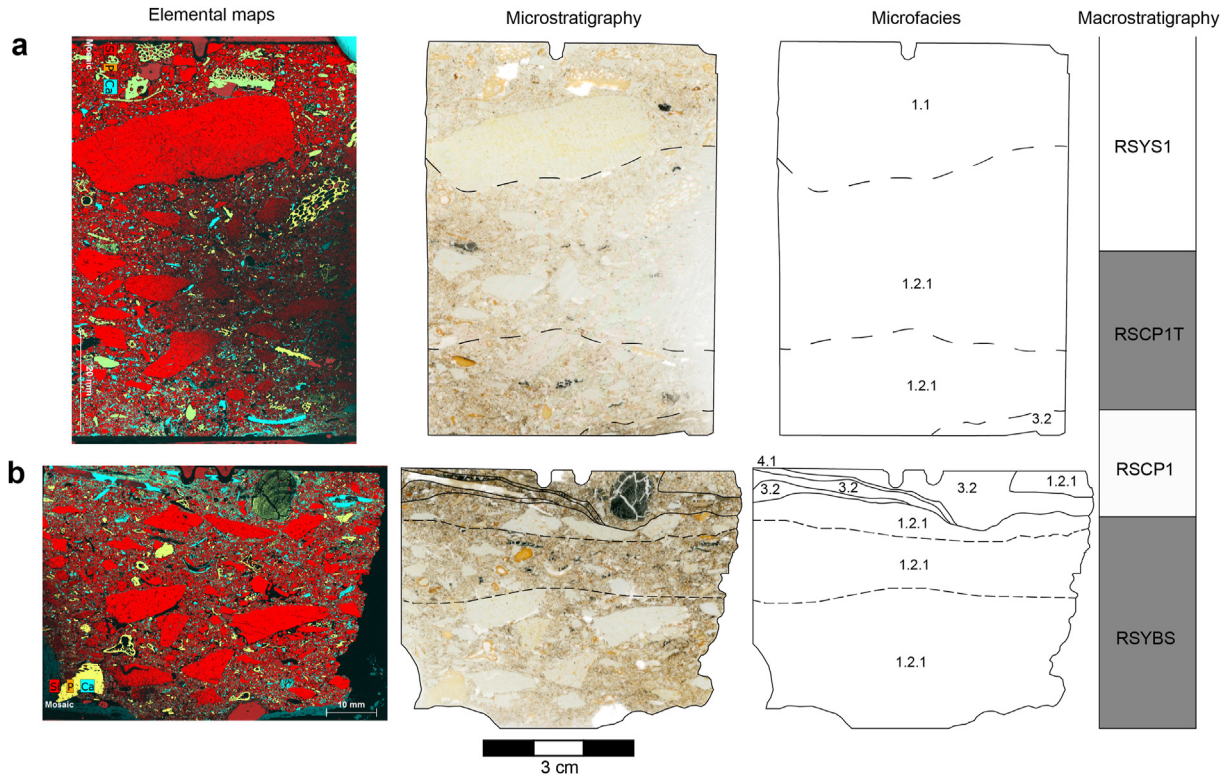 Elemental maps
Microstratigraphy
Microfacies
Macrostratigraphy
a
Mosaic
Si P Ca
20 mm
1.1
1.2.1
1.2.1
3.2
RSYS1
RSCP1T
RSCP1
RSYBS
b
Si P Ca
Mosaic
10 mm
4.1
3.2
3.2
3.2
1.2.1
1.2.1
1.2.1
1.2.1
3 cm